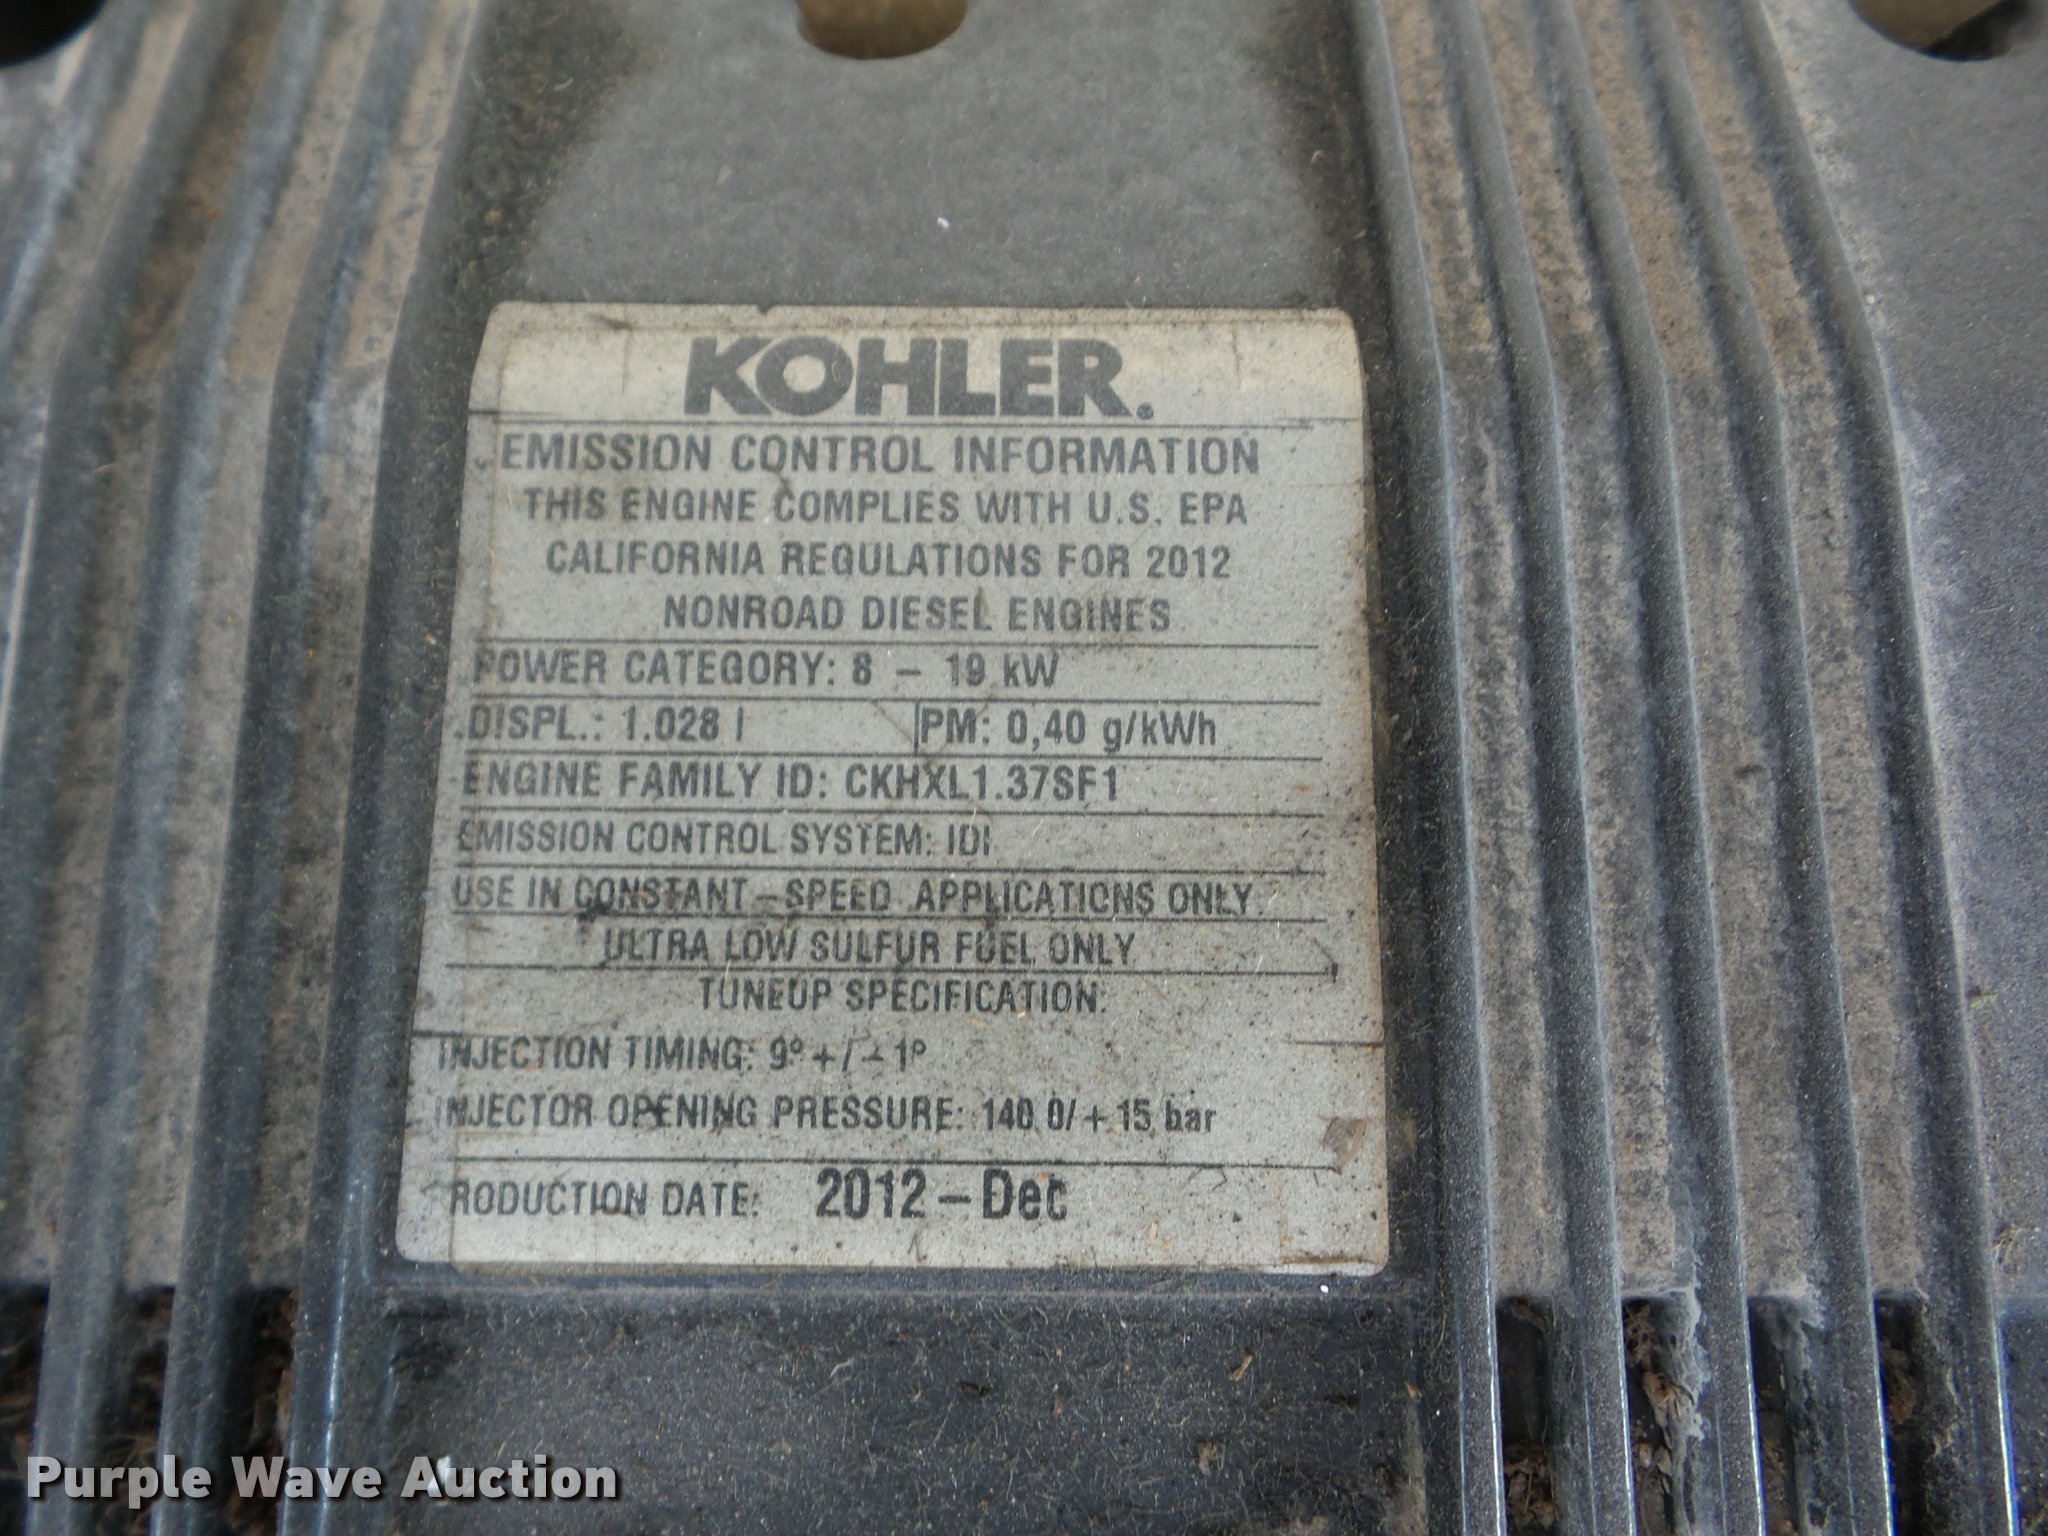 KOHLER.
EMISSION CONTROL INFORMATION
THIS ENGINE COMPLIES WITH U.S. EPA
CALIFORNIA REGULATIONS FOR 2012
NONROAD DIESEL ENGINES
POWER CATEGORY: 8 – 19 kW
DISPL.: 1.028 l PM: 0,40 g/kWh
ENGINE FAMILY ID: CKHXL1.37SF1
EMISSION CONTROL SYSTEM: IDI
USE IN CONSTANT – SPEED APPLICATIONS ONLY.
ULTRA LOW SULFUR FUEL ONLY
TUNEUP SPECIFICATION:
INJECTION TIMING: 9° +/– 1°
INJECTOR OPENING PRESSURE: 140 0/ + 15 bar
RODUCTION DATE: 2012 – Dec
Purple Wave Auction